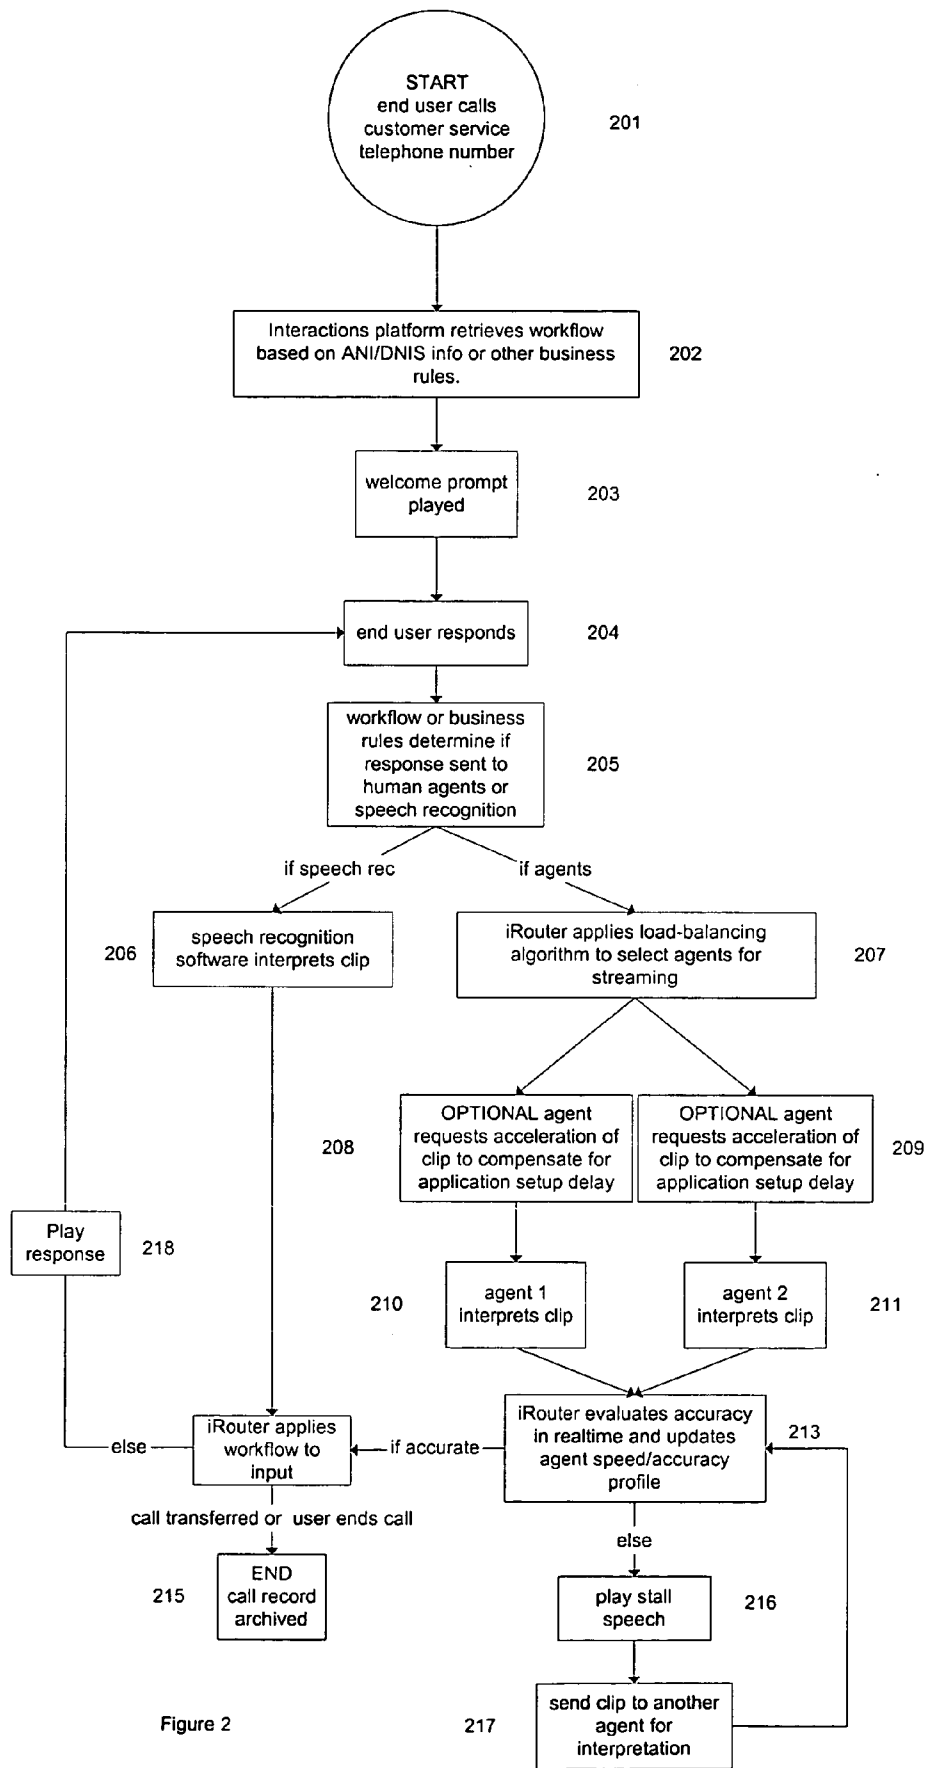 START
end user calls
customer service
telephone number
201
Interactions platform retrieves workflow
based on ANI/DNIS info or other business
rules.
202
welcome prompt
played
203
end user responds
204
workflow or business
rules determine if
response sent to
human agents or
speech recognition
205
if speech rec
if agents
206
speech recognition
software interprets clip
iRouter applies load-balancing
algorithm to select agents for
streaming
207
208
OPTIONAL agent
requests acceleration of
clip to compensate for
application setup delay
OPTIONAL agent
requests acceleration of
clip to compensate for
application setup delay
209
Play
response
218
210
agent 1
interprets clip
agent 2
interprets clip
211
else
iRouter applies
workflow to
input
if accurate
iRouter evaluates accuracy
in realtime and updates
agent speed/accuracy
profile
213
call transferred or user ends call
else
215
END
call record
archived
play stall
speech
216
Figure 2
217
send clip to another
agent for
interpretation